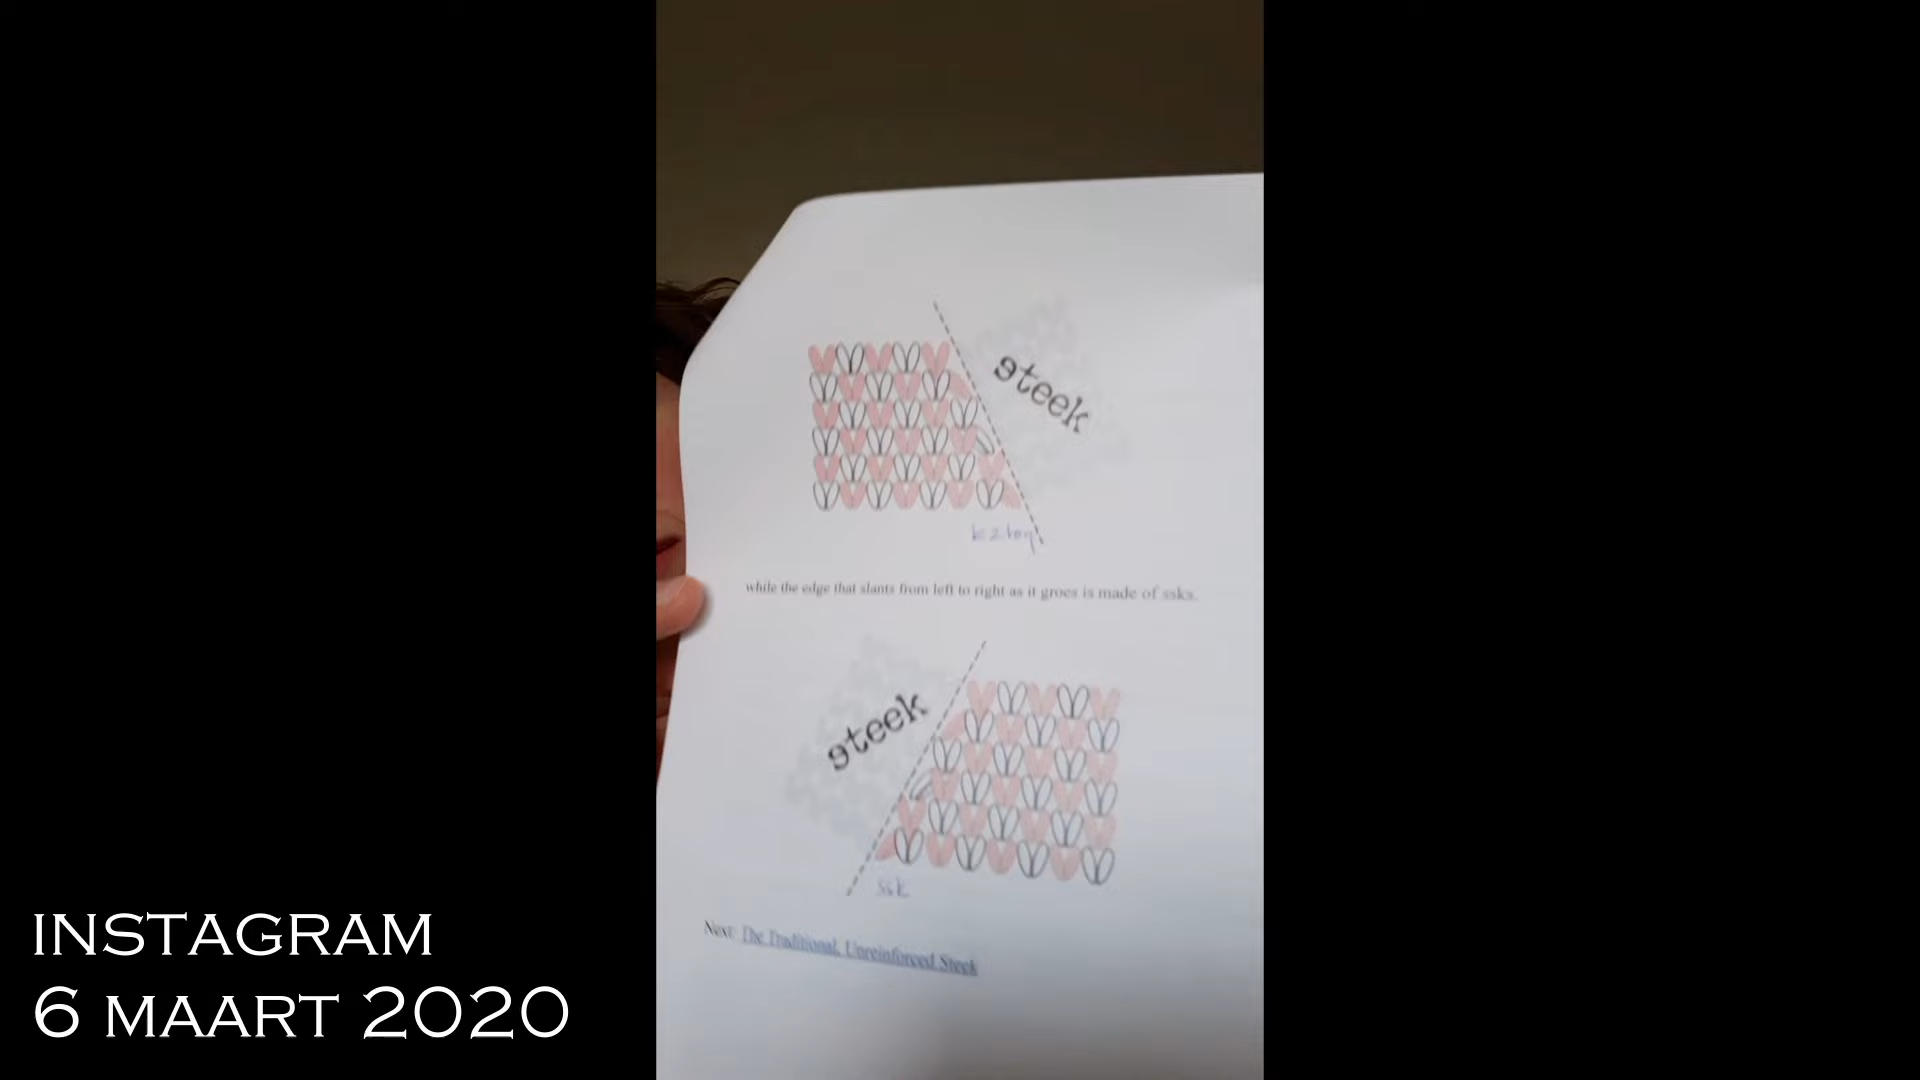 steek
k2tog
while the edge that slants from left to right as it groes is made of ssks.
steek
ssk
Next: The Traditional, Unreinforced Steek
INSTAGRAM
6 MAART 2020